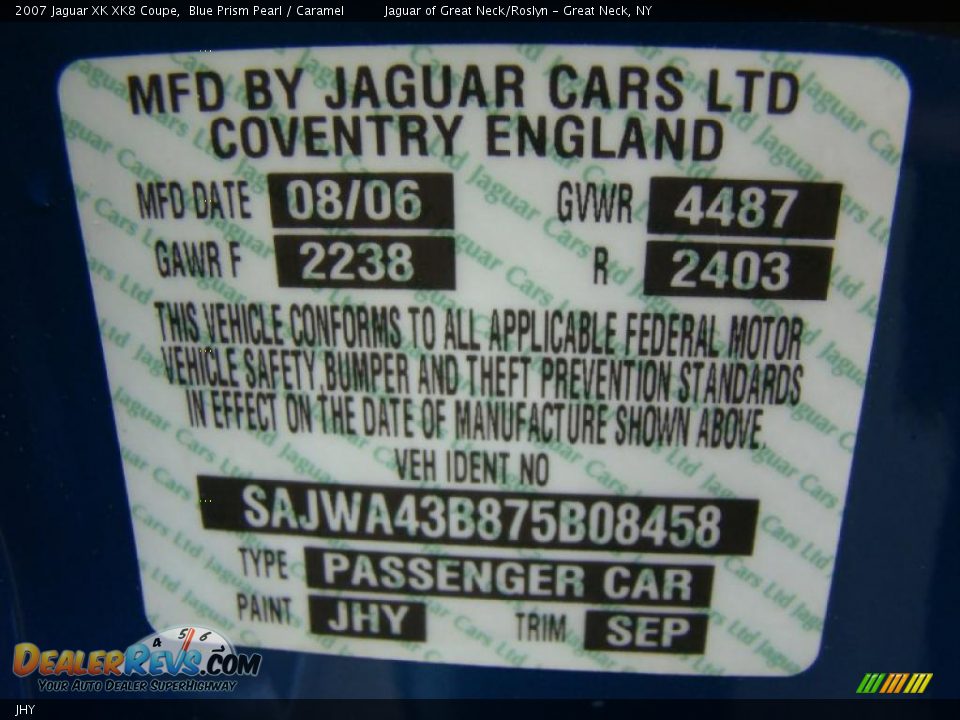 2007 Jaguar XK XK8 Coupe, Blue Prism Pearl / Caramel Jaguar of Great Neck/Roslyn - Great Neck, NY
MFD BY JAGUAR CARS LTD
COVENTRY ENGLAND
MFD DATE 08/06 GVWR 4487
GAWR F 2238 R 2403
THIS VEHICLE CONFORMS TO ALL APPLICABLE FEDERAL MOTOR
VEHICLE SAFETY, BUMPER AND THEFT PREVENTION STANDARDS
IN EFFECT ON THE DATE OF MANUFACTURE SHOWN ABOVE.
VEH IDENT NO
SAJWA43B875B08458
TYPE PASSENGER CAR
PAINT JHY TRIM SEP
4 5 6
DEALERREVS.COM
YOUR AUTO DEALER SUPERHIGHWAY
JHY